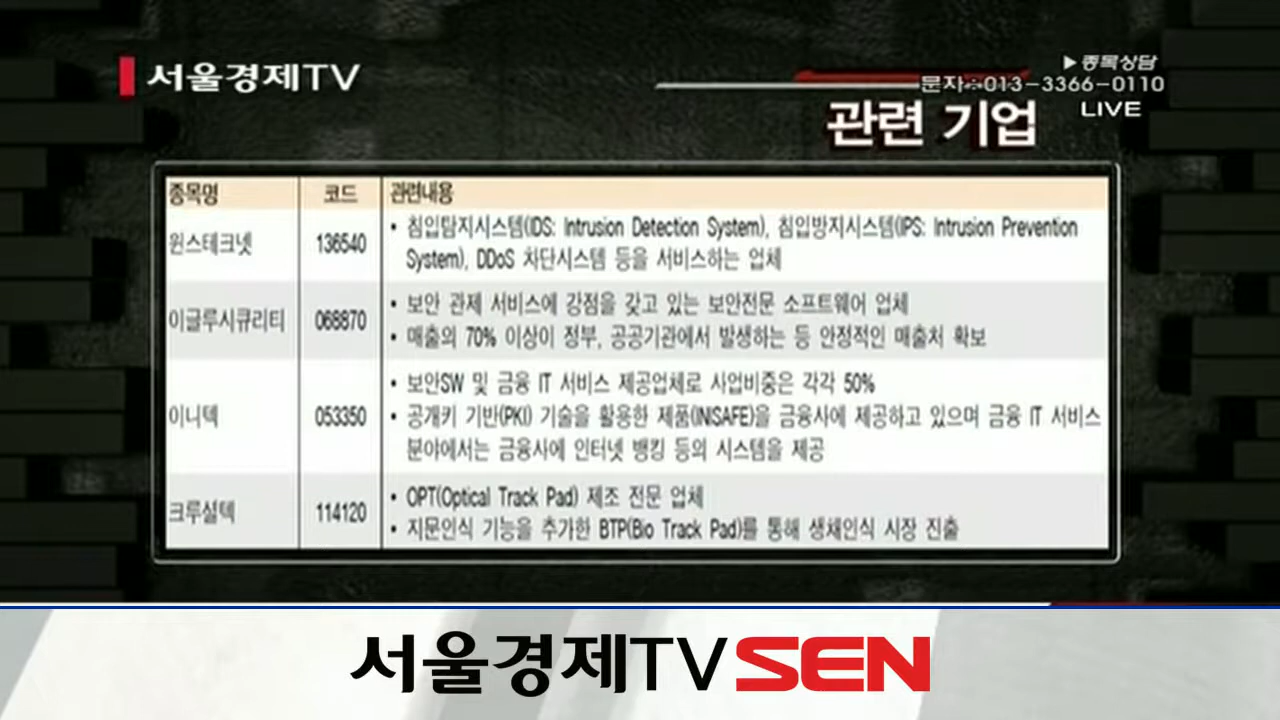 서울경제TV
▶종목상담
문자:013-3366-0110
LIVE
관련 기업
종목명 코드 관련내용
윈스테크넷 136540
• 침입탐지시스템(IDS: Intrusion Detection System), 침입방지시스템(IPS: Intrusion Prevention
System), DDoS 차단시스템 등을 서비스하는 업체
이글루시큐리티 068870
• 보안 관제 서비스에 강점을 갖고 있는 보안전문 소프트웨어 업체
• 매출의 70% 이상이 정부, 공공기관에서 발생하는 등 안정적인 매출처 확보
이니텍 053350
• 보안SW 및 금융 IT 서비스 제공업체로 사업비중은 각각 50%
• 공개키 기반(PKI) 기술을 활용한 제품(INISAFE)을 금융사에 제공하고 있으며 금융 IT 서비스
분야에서는 금융사에 인터넷 뱅킹 등의 시스템을 제공
크루셜텍 114120
• OPT(Optical Track Pad) 제조 전문 업체
• 지문인식 기능을 추가한 BTP(Bio Track Pad)를 통해 생체인식 시장 진출
서울경제TV SEN